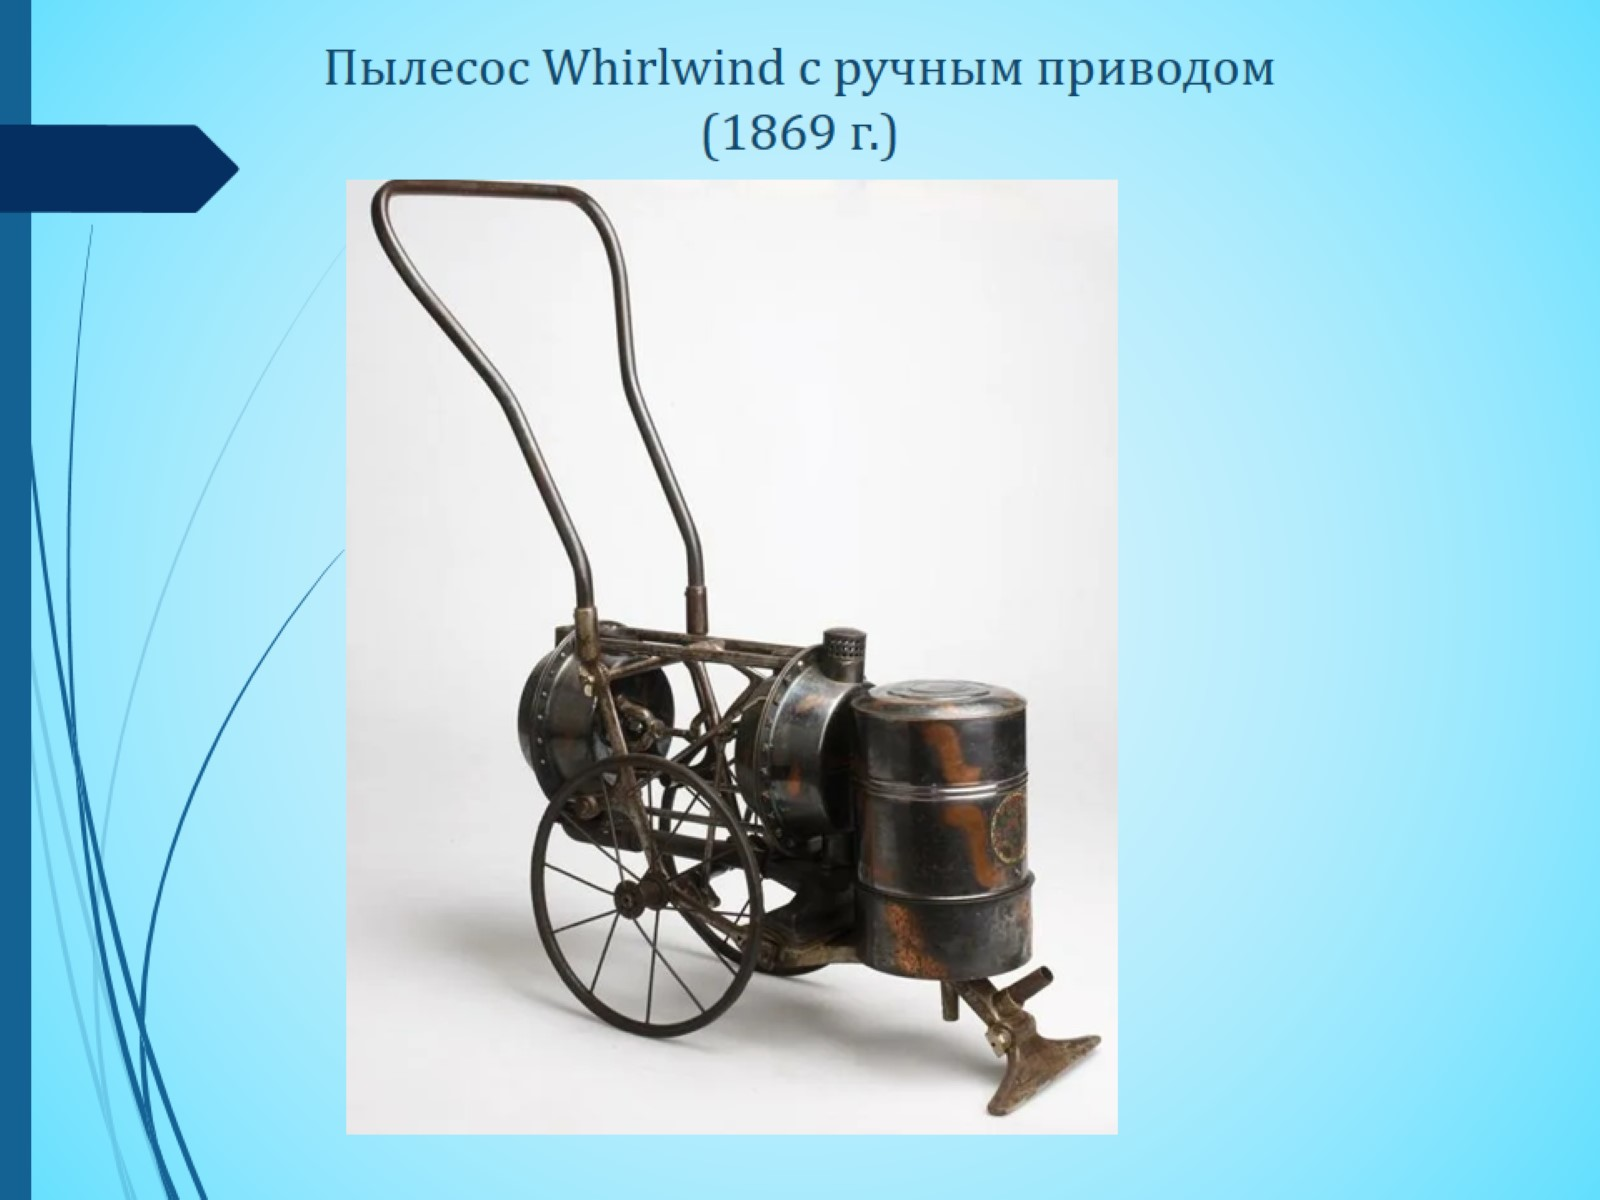 Пылесос Whirlwind с ручным приводом
(1869 г.)